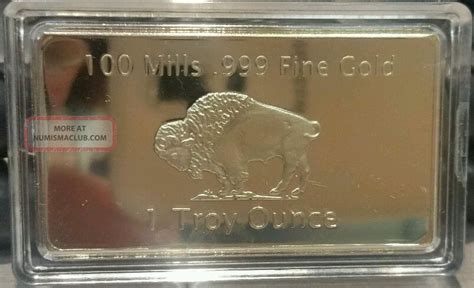 100 Mills .999 Fine Gold
MORE AT
NUMISMACLUB.COM
1 Troy Ounce